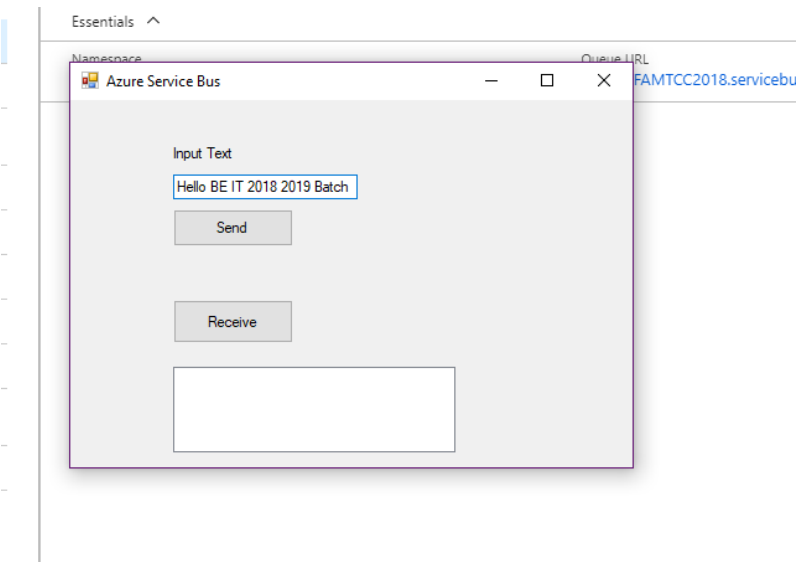 Essentials
Namespace
Queue URL
Azure Service Bus
FAMTCC2018.servicebu
Input Text
Hello BE IT 2018 2019 Batch
Send
Receive